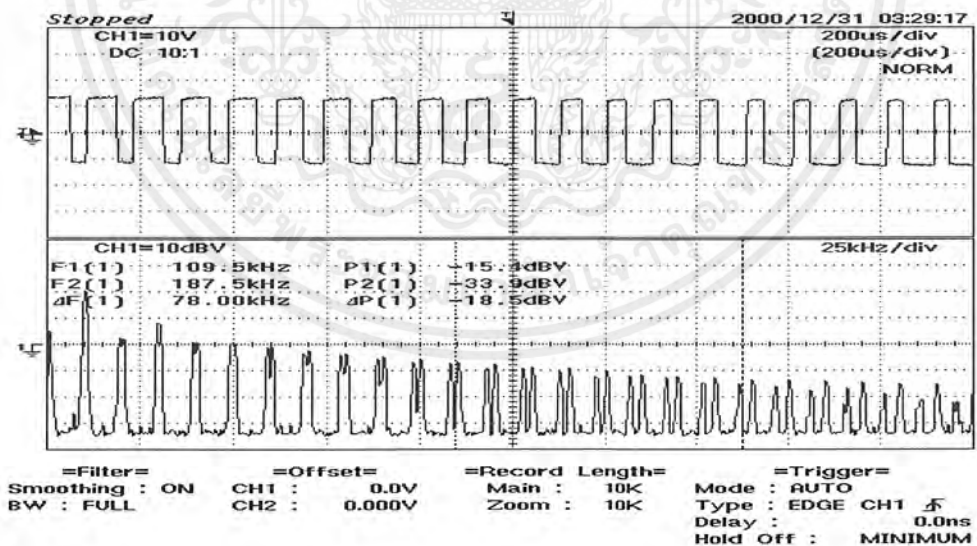 Stopped 2000/12/31 03:29:17
CH1=10V 200us/div
DC 10:1 (200us/div)
NORM
CH1=10dBV 25kHz/div
F1(1) 109.5kHz P1(1) -15.4dBV
F2(1) 187.5kHz P2(1) -33.9dBV
⊿F(1) 78.00kHz ⊿P(1) -18.5dBV
=Filter= =Offset= =Record Length= =Trigger=
Smoothing : ON CH1 : 0.0V Main : 10K Mode : AUTO
BW : FULL CH2 : 0.000V Zoom : 10K Type : EDGE CH1
Delay : 0.0ns
Hold Off : MINIMUM